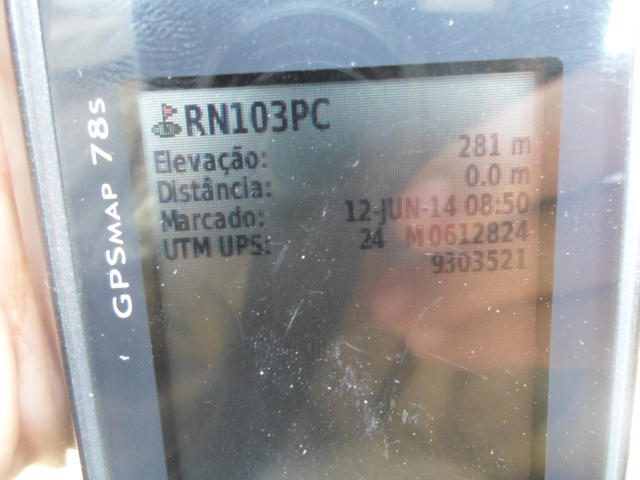 GPSMAP 78s
RN103PC
Elevação: 281 m
Distância: 0.0 m
Marcado: 12-JUN-14 08:50
UTM UPS: 24 M 0612824
9303521